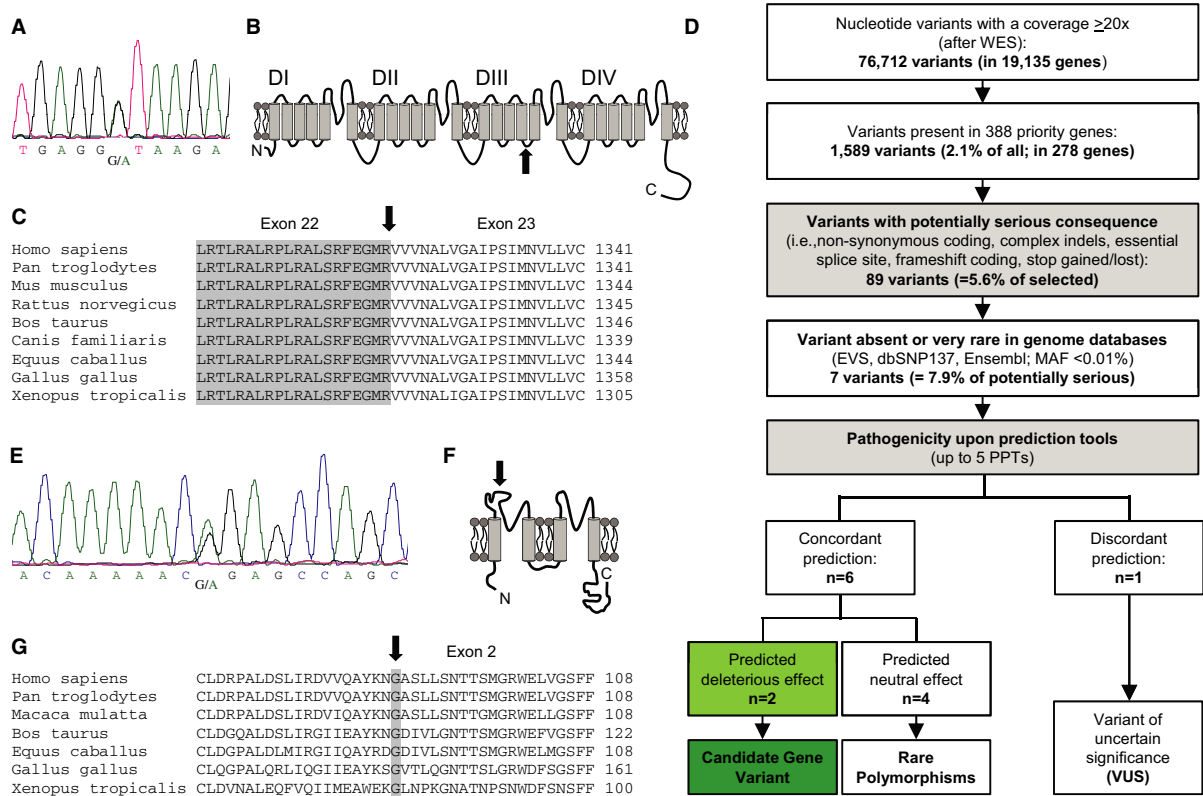 A
T G A G G G/A T A A G A
B
DI DII DIII DIV
N
C
C
Exon 22 Exon 23
Homo sapiens LRTLRALRPLRALSRFEGMRVVVNALVGAIPSIMNVLLVC 1341
Pan troglodytes LRTLRALRPLRALSRFEGMRVVVNALVGAIPSIMNVLLVC 1341
Mus musculus LRTLRALRPLRALSRFEGMRVVVNALVGAIPSIMNVLLVC 1344
Rattus norvegicus LRTLRALRPLRALSRFEGMRVVVNALVGAIPSIMNVLLVC 1345
Bos taurus LRTLRALRPLRALSRFEGMRVVVNALVGAIPSIMNVLLVC 1346
Canis familiaris LRTLRALRPLRALSRFEGMRVVVNALVGAIPSIMNVLLVC 1339
Equus caballus LRTLRALRPLRALSRFEGMRVVVNALVGAIPSIMNVLLVC 1344
Gallus gallus LRTLRALRPLRALSRFEGMRVVVNALVGAIPSIMNVLLVC 1358
Xenopus tropicalis LRTLRALRPLRALSRFEGMRVVVNALIGAIPSIMNVLLVC 1305
D
Nucleotide variants with a coverage ≥20x
(after WES):
76,712 variants (in 19,135 genes)
Variants present in 388 priority genes:
1,589 variants (2.1% of all; in 278 genes)
Variants with potentially serious consequence
(i.e.,non-synonymous coding, complex indels, essential
splice site, frameshift coding, stop gained/lost):
89 variants (=5.6% of selected)
Variant absent or very rare in genome databases
(EVS, dbSNP137, Ensembl; MAF <0.01%)
7 variants (= 7.9% of potentially serious)
Pathogenicity upon prediction tools
(up to 5 PPTs)
Concordant
prediction:
n=6
Discordant
prediction:
n=1
Predicted
deleterious effect
n=2
Predicted
neutral effect
n=4
Candidate Gene
Variant
Rare
Polymorphisms
Variant of
uncertain
significance
(VUS)
E
A C A A A A A C G/A G A G C C A G C
F
N
C
G
Exon 2
Homo sapiens CLDRPALDSLIRDVVQAYKNGASLLSNTTSMGRWELVGSFF 108
Pan troglodytes CLDRPALDSLIRDVVQAYKNGASLLSNTTSMGRWELVGSFF 108
Macaca mulatta CLDRPALDSLIRDVIQAYKNGASLLSNTTGMGRWELLGSFF 108
Bos taurus CLDGQALDSLIRGIIEAYKNGDIVLGNTTSMGRWEFVGSFF 122
Equus caballus CLDGPALDLMIRGIIQAYRDGDIVLSNTTSMGRWELMGSFF 108
Gallus gallus CLQGPALQRLIQGIIEAYKSGVTLQGNTTSLGRWDFSGSFF 161
Xenopus tropicalis CLDVNALEQFVQIIMEAWEKGLNPKGNATNPSNWDFSNSFF 100